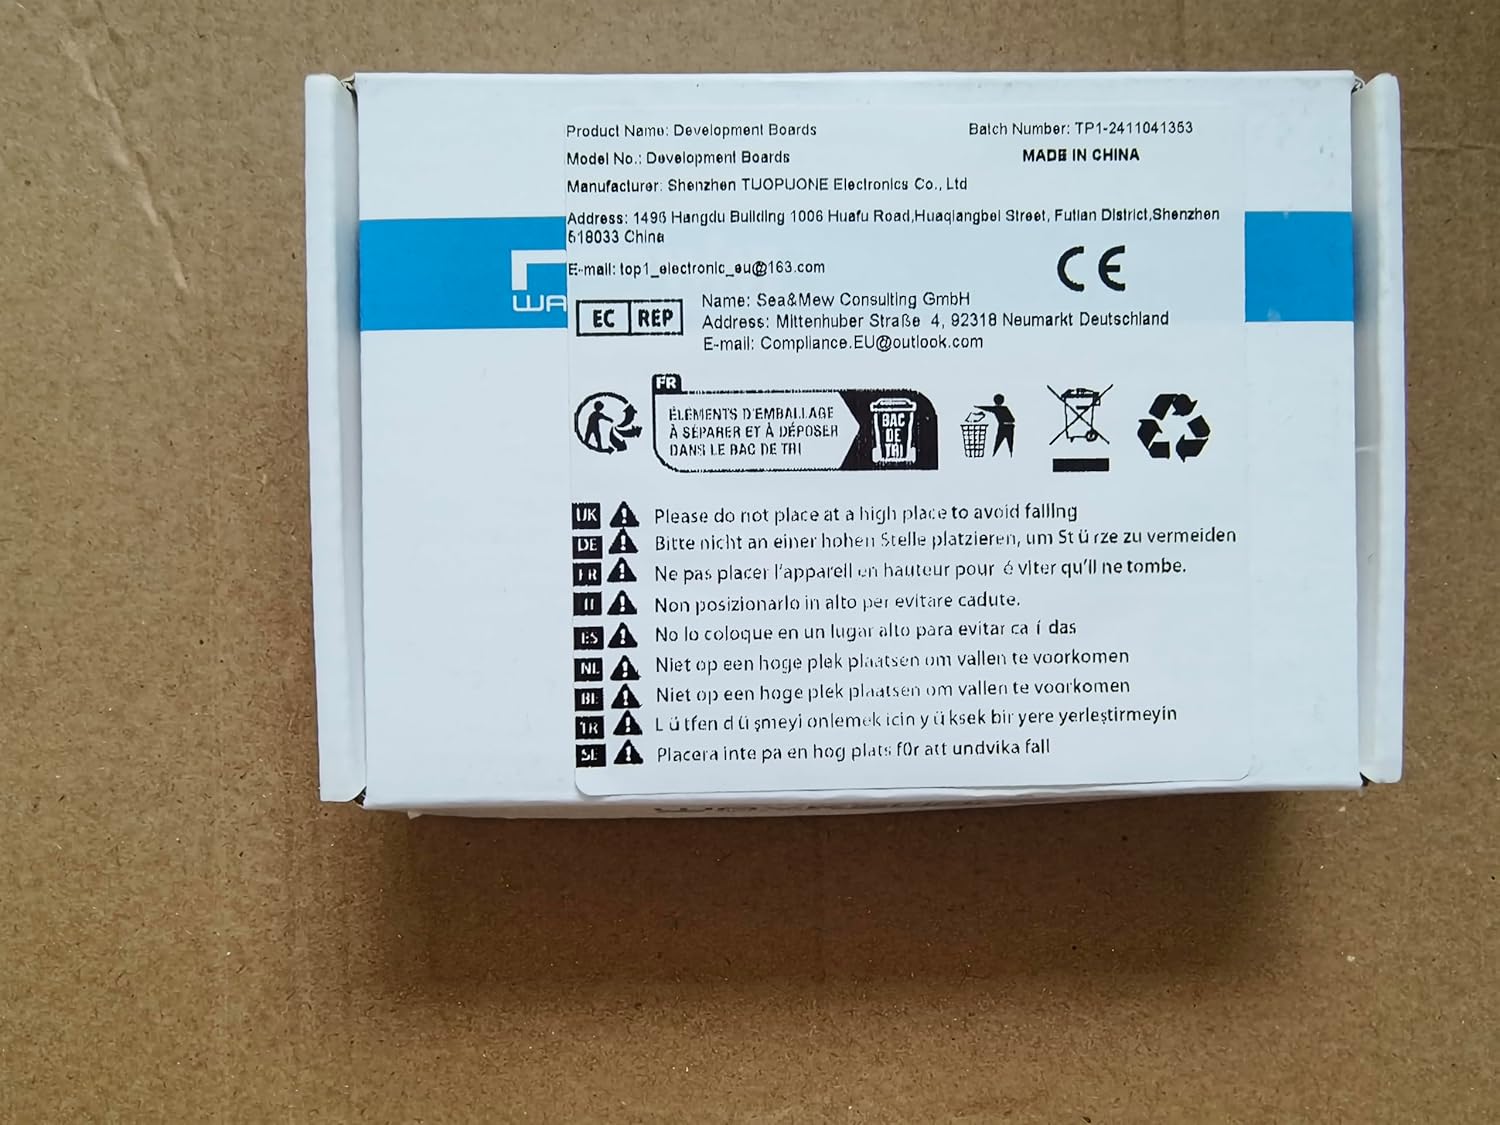 Product Name: Development Boards
Batch Number: TP1-2411041353
Model No.: Development Boards
MADE IN CHINA
Manufacturer: Shenzhen TUOPUONE Electronics Co., Ltd
Address: 1496 Hangdu Building 1006 Huafu Road,Huaqiangbei Street, Futian District,Shenzhen
518033 China
E-mail: top1_electronic_eu@163.com
CE
WA
EC REP
Name: Sea&Mew Consulting GmbH
Address: Mittenhuber Straße 4, 92318 Neumarkt Deutschland
E-mail: Compliance.EU@outlook.com
FR
ÉLÉMENTS D'EMBALLAGE
À SÉPARER ET À DÉPOSER
DANS LE BAC DE TRI
BAC
DE
TRI
UK Please do not place at a high place to avoid falling
DE Bitte nicht an einer hohen Stelle platzieren, um St ü rze zu vermeiden
FR Ne pas placer l'appareil en hauteur pour é viter qu'il ne tombe.
IT Non posizionarlo in alto per evitare cadute.
ES No lo coloque en un lugar alto para evitar ca í das
NL Niet op een hoge plek plaatsen om vallen te voorkomen
BE Niet op een hoge plek plaatsen om vallen te voorkomen
TR L ü tfen d ü şmeyi onlemek icin y ü ksek bir yere yerleştirmeyin
SE Placera inte pa en hog plats f0r att undvika fall